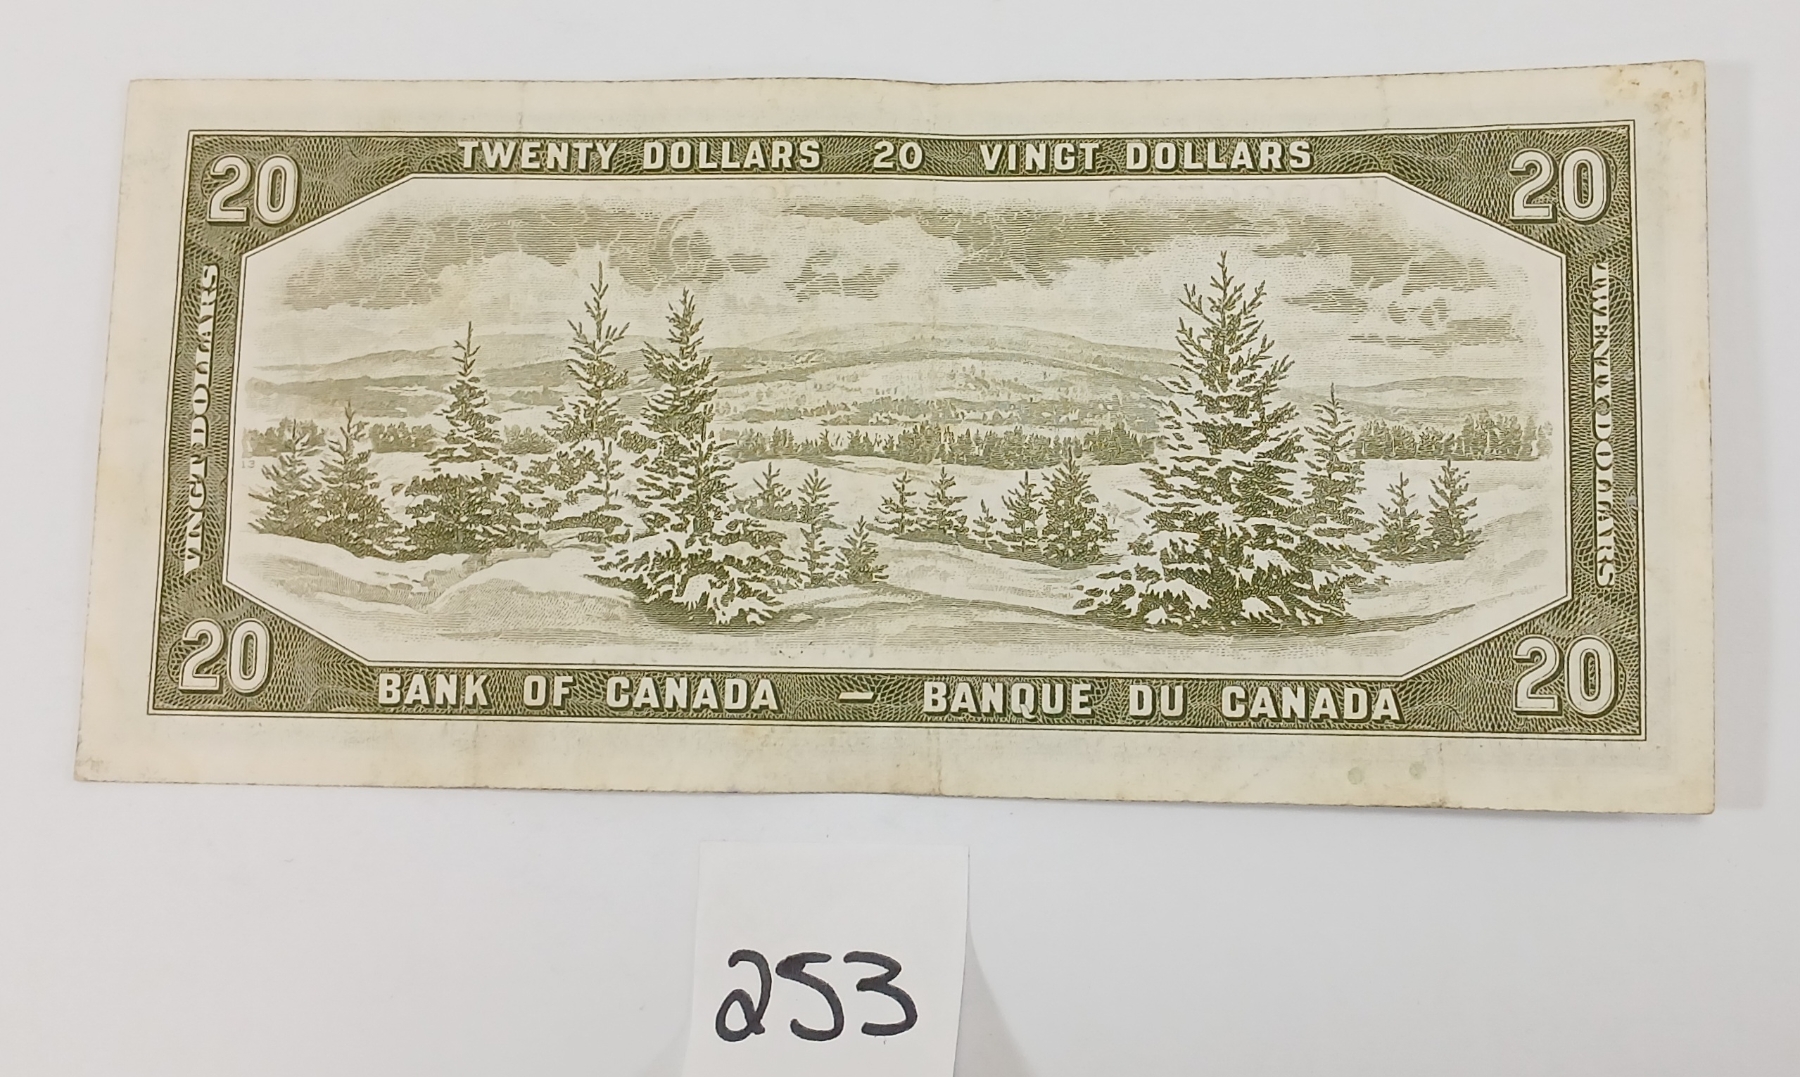 TWENTY DOLLARS 20 VINGT DOLLARS
20
20
VINGT DOLLARS
TWENTY DOLLARS
13
20
20
BANK OF CANADA – BANQUE DU CANADA
253